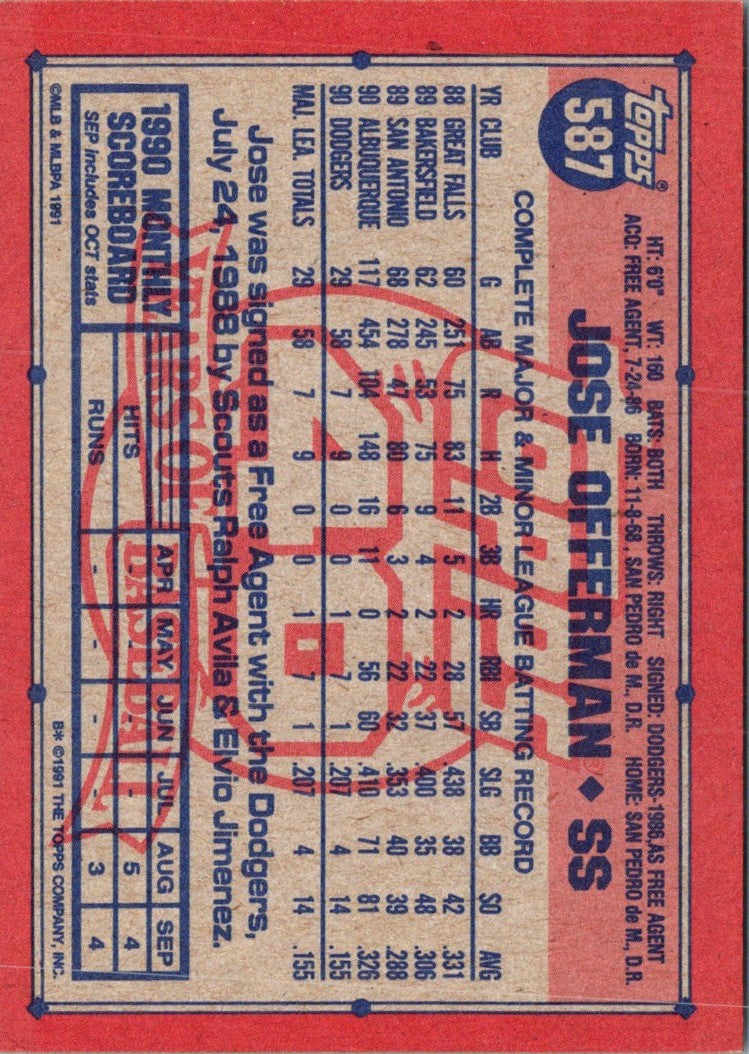 topps®
587
HT: 6'0" WT: 160 BATS: BOTH THROWS: RIGHT SIGNED: DODGERS-1986, AS FREE AGENT
ACQ: FREE AGENT, 7-24-86 BORN: 11-8-68, SAN PEDRO de M., D.R. HOME: SAN PEDRO de M., D.R.
JOSE OFFERMAN ◆ SS
COMPLETE MAJOR & MINOR LEAGUE BATTING RECORD
YR CLUB G AB R H 2B 3B HR RBI SB SLG BB SO AVG
88 GREAT FALLS 60 251 75 83 11 5 2 28 57 .438 38 42 .331
89 BAKERSFIELD 62 245 53 75 9 4 2 22 37 .400 35 48 .306
89 SAN ANTONIO 68 278 47 80 6 3 2 22 32 .353 40 39 .288
90 ALBUQUERQUE 117 454 104 148 16 11 0 56 60 .410 71 81 .326
90 DODGERS 29 58 7 9 0 0 1 7 1 .207 4 14 .155
MAJ. LEA. TOTALS 29 58 7 9 0 0 1 7 1 .207 4 14 .155
Jose was signed as a Free Agent with the Dodgers,
July 24, 1988 by Scouts Ralph Avila & Elvio Jimenez.
1990 MONTHLY
SCOREBOARD
SEP Includes OCT stats
APR MAY JUN JUL AUG SEP
HITS - - - - 5 4
RUNS - - - - 3 4
topps
40
YEARS OF BASEBALL
©MLB & MLBPA 1991
B* ©1991 THE TOPPS COMPANY, INC.